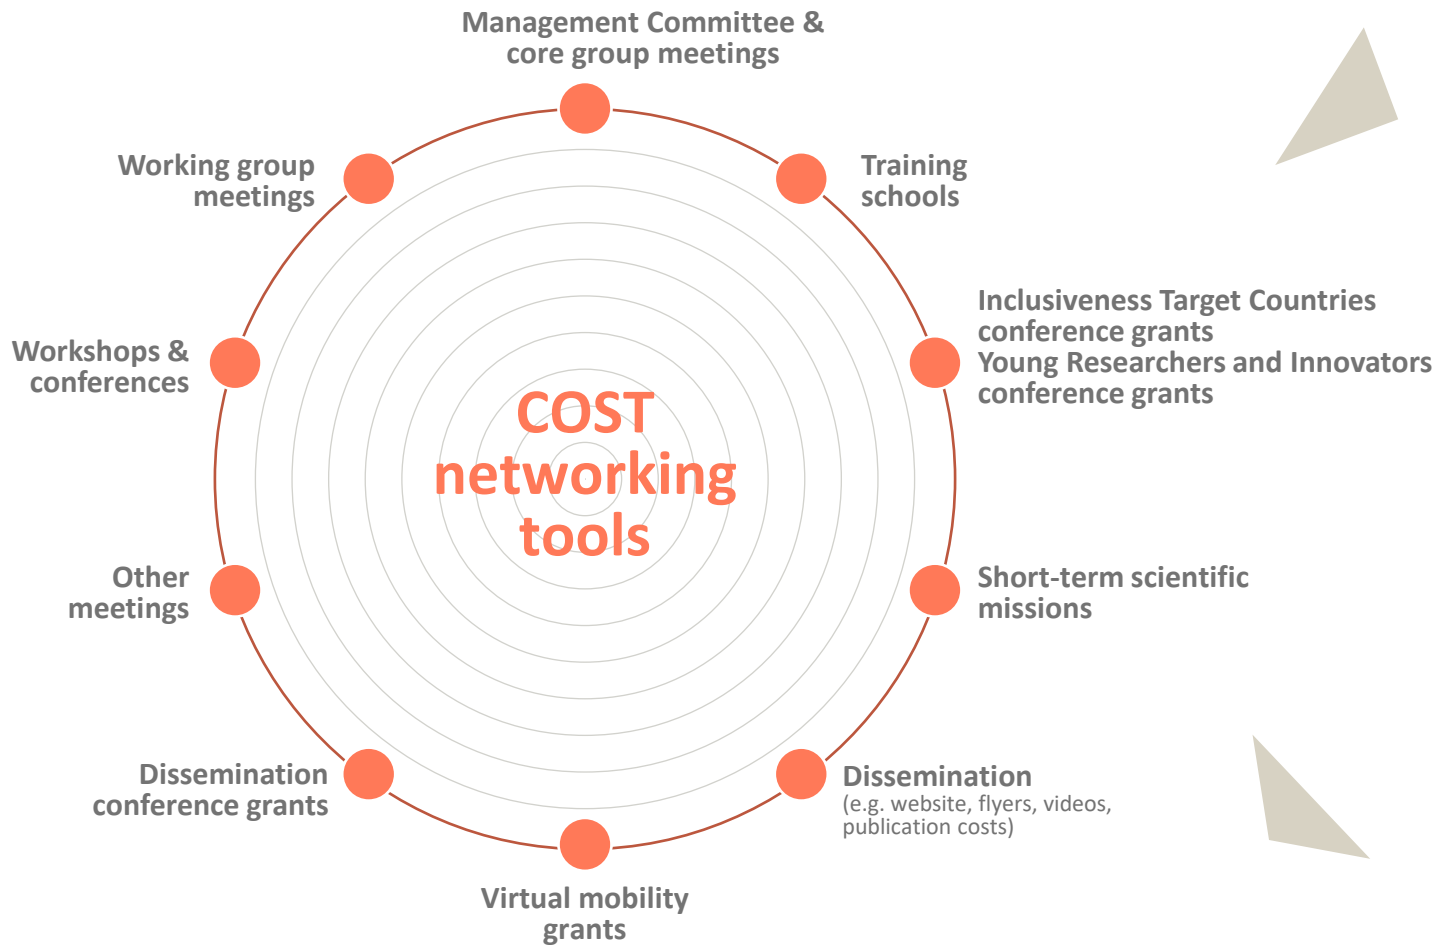 Management Committee &
core group meetings
Training
schools
Inclusiveness Target Countries
conference grants
Young Researchers and Innovators
conference grants
Short-term scientific
missions
Dissemination
(e.g. website, flyers, videos,
publication costs)
Virtual mobility
grants
Dissemination
conference grants
Other
meetings
Workshops &
conferences
Working group
meetings
COST
networking
tools